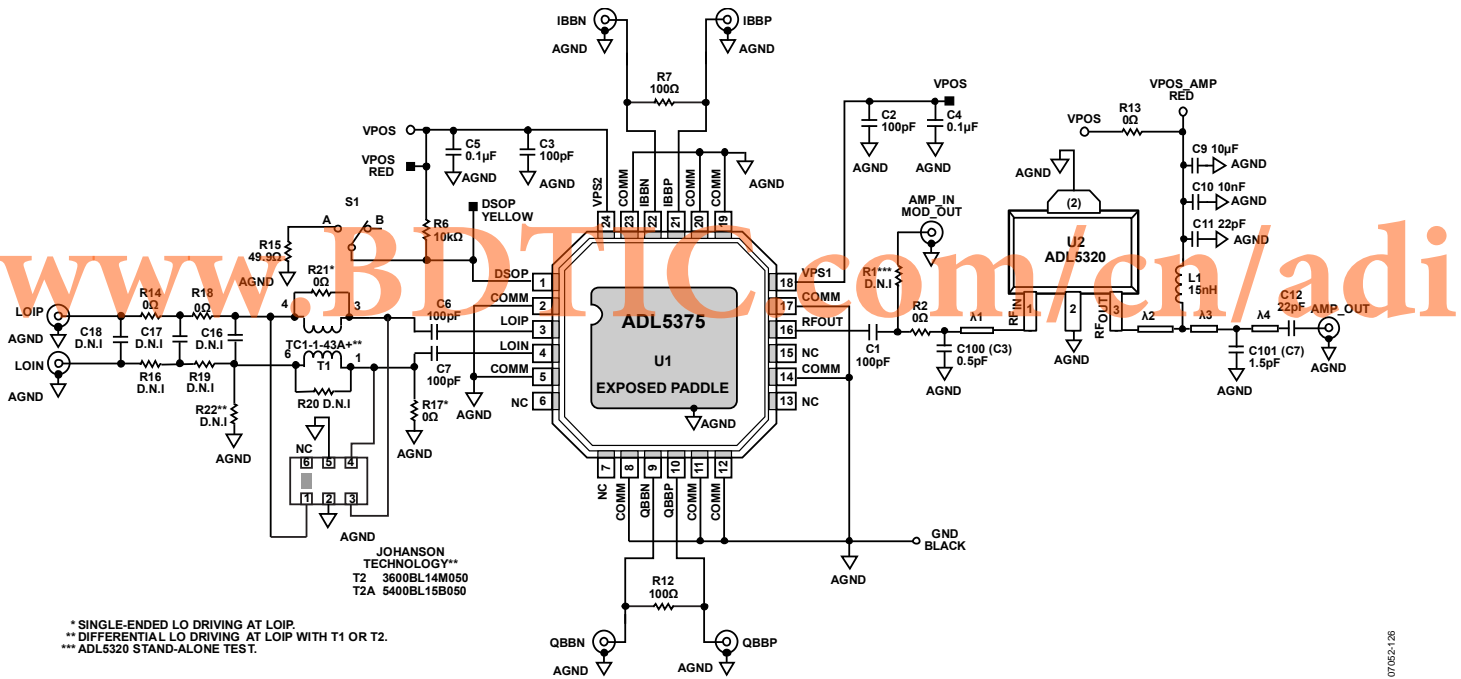 IBBN
IBBP
AGND
AGND
R7
100Ω
VPOS
VPOS_AMP
RED
R13
0Ω
VPOS
C2
100pF
C4
0.1µF
AGND
AGND
VPOS
C5
0.1µF
C3
100pF
VPOS
RED
AGND
AGND
AGND
AGND
C9 10µF
AGND
C10 10nF
AGND
C11 22pF
AGND
S1
A
B
DSOP
YELLOW
R6
10kΩ
R15
49.9Ω
AGND
VPS2
COMM
IBBN
IBBP
COMM
COMM
24
23
22
21
20
19
AMP_IN
MOD_OUT
AGND
(2)
U2
ADL5320
RFIN
1
2
RFOUT
3
AGND
L1
15nH
www.BDTIC.com/cn/adi
R21*
0Ω
R14
0Ω
R18
0Ω
LOIP
AGND
C18
D.N.I
C17
D.N.I
C16
D.N.I
LOIN
AGND
R16
D.N.I
R19
D.N.I
R22**
D.N.I
AGND
4
3
TC1-1-43A+**
T1
6
1
R20 D.N.I
C6
100pF
C7
100pF
R17*
0Ω
AGND
AGND
DSOP
1
COMM
2
LOIP
3
LOIN
4
COMM
5
NC
6
ADL5375
U1
EXPOSED PADDLE
AGND
18
VPS1
17
COMM
16
RFOUT
15
NC
14
COMM
13
NC
R1***
D.N.I
R2
0Ω
C1
100pF
λ1
C100 (C3)
0.5pF
AGND
λ2
λ3
λ4
C12
22pF
AMP_OUT
AGND
C101 (C7)
1.5pF
AGND
NC
6
5
4
1
2
3
AGND
JOHANSON
TECHNOLOGY**
T2 3600BL14M050
T2A 5400BL15B050
7
8
9
10
11
12
NC
COMM
QBBN
QBBP
COMM
COMM
GND
BLACK
AGND
R12
100Ω
QBBN
QBBP
AGND
AGND
* SINGLE-ENDED LO DRIVING AT LOIP.
** DIFFERENTIAL LO DRIVING AT LOIP WITH T1 OR T2.
*** ADL5320 STAND-ALONE TEST.
07052-126